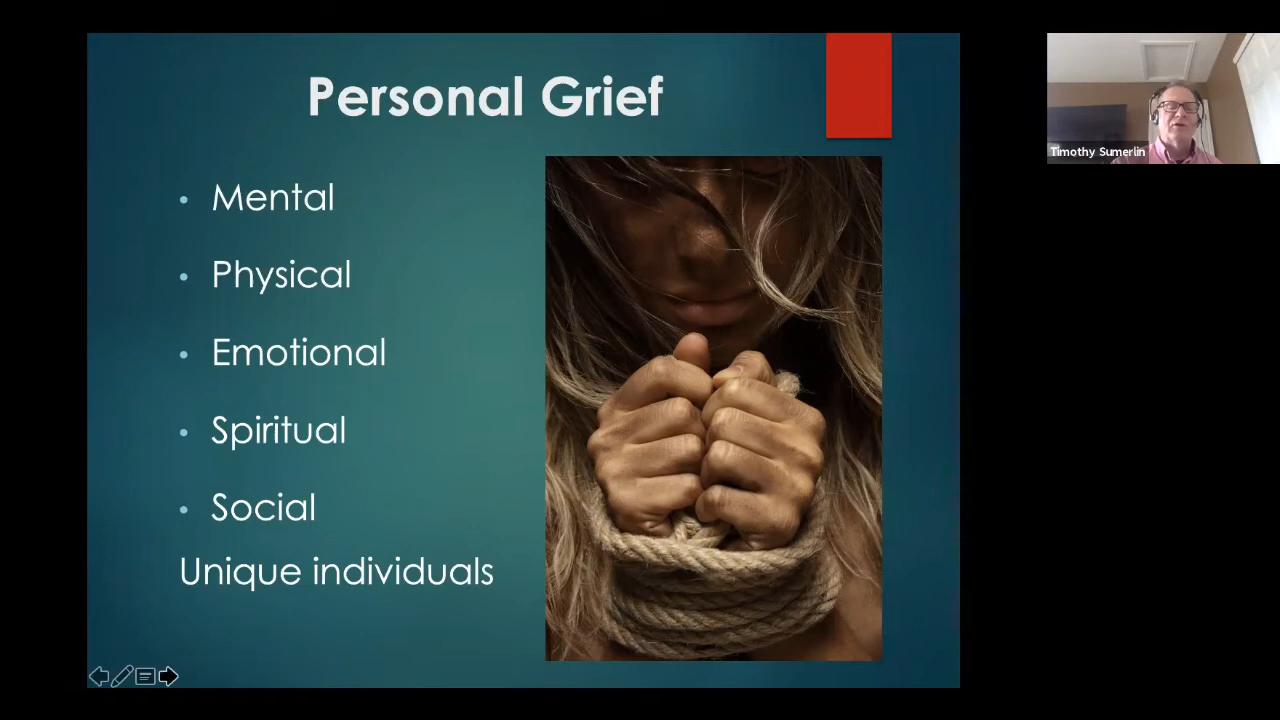 Personal Grief
Mental
Physical
Emotional
Spiritual
Social
Unique individuals
Timothy Sumerlin